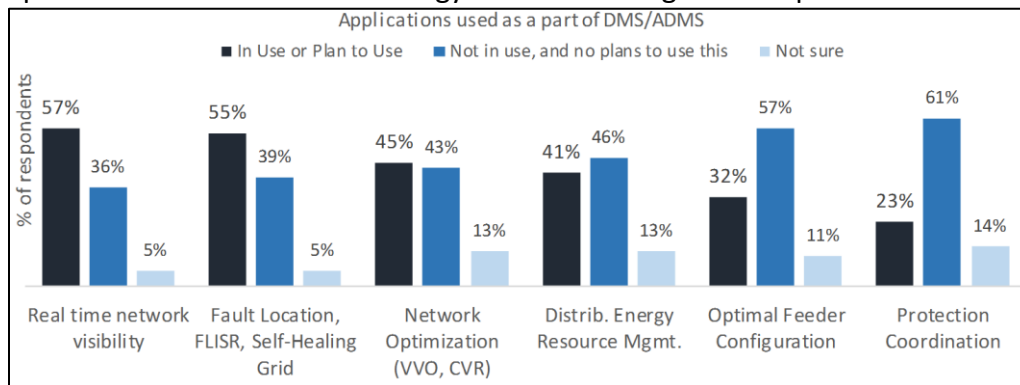 Applications used as a part of DMS/ADMS
In Use or Plan to Use Not in use, and no plans to use this Not sure
% of respondents
57% 36% 5%
55% 39% 5%
45% 43% 13%
41% 46% 13%
32% 57% 11%
23% 61% 14%
Real time network
visibility
Fault Location,
FLISR, Self-Healing
Grid
Network
Optimization
(VVO, CVR)
Distrib. Energy
Resource Mgmt.
Optimal Feeder
Configuration
Protection
Coordination